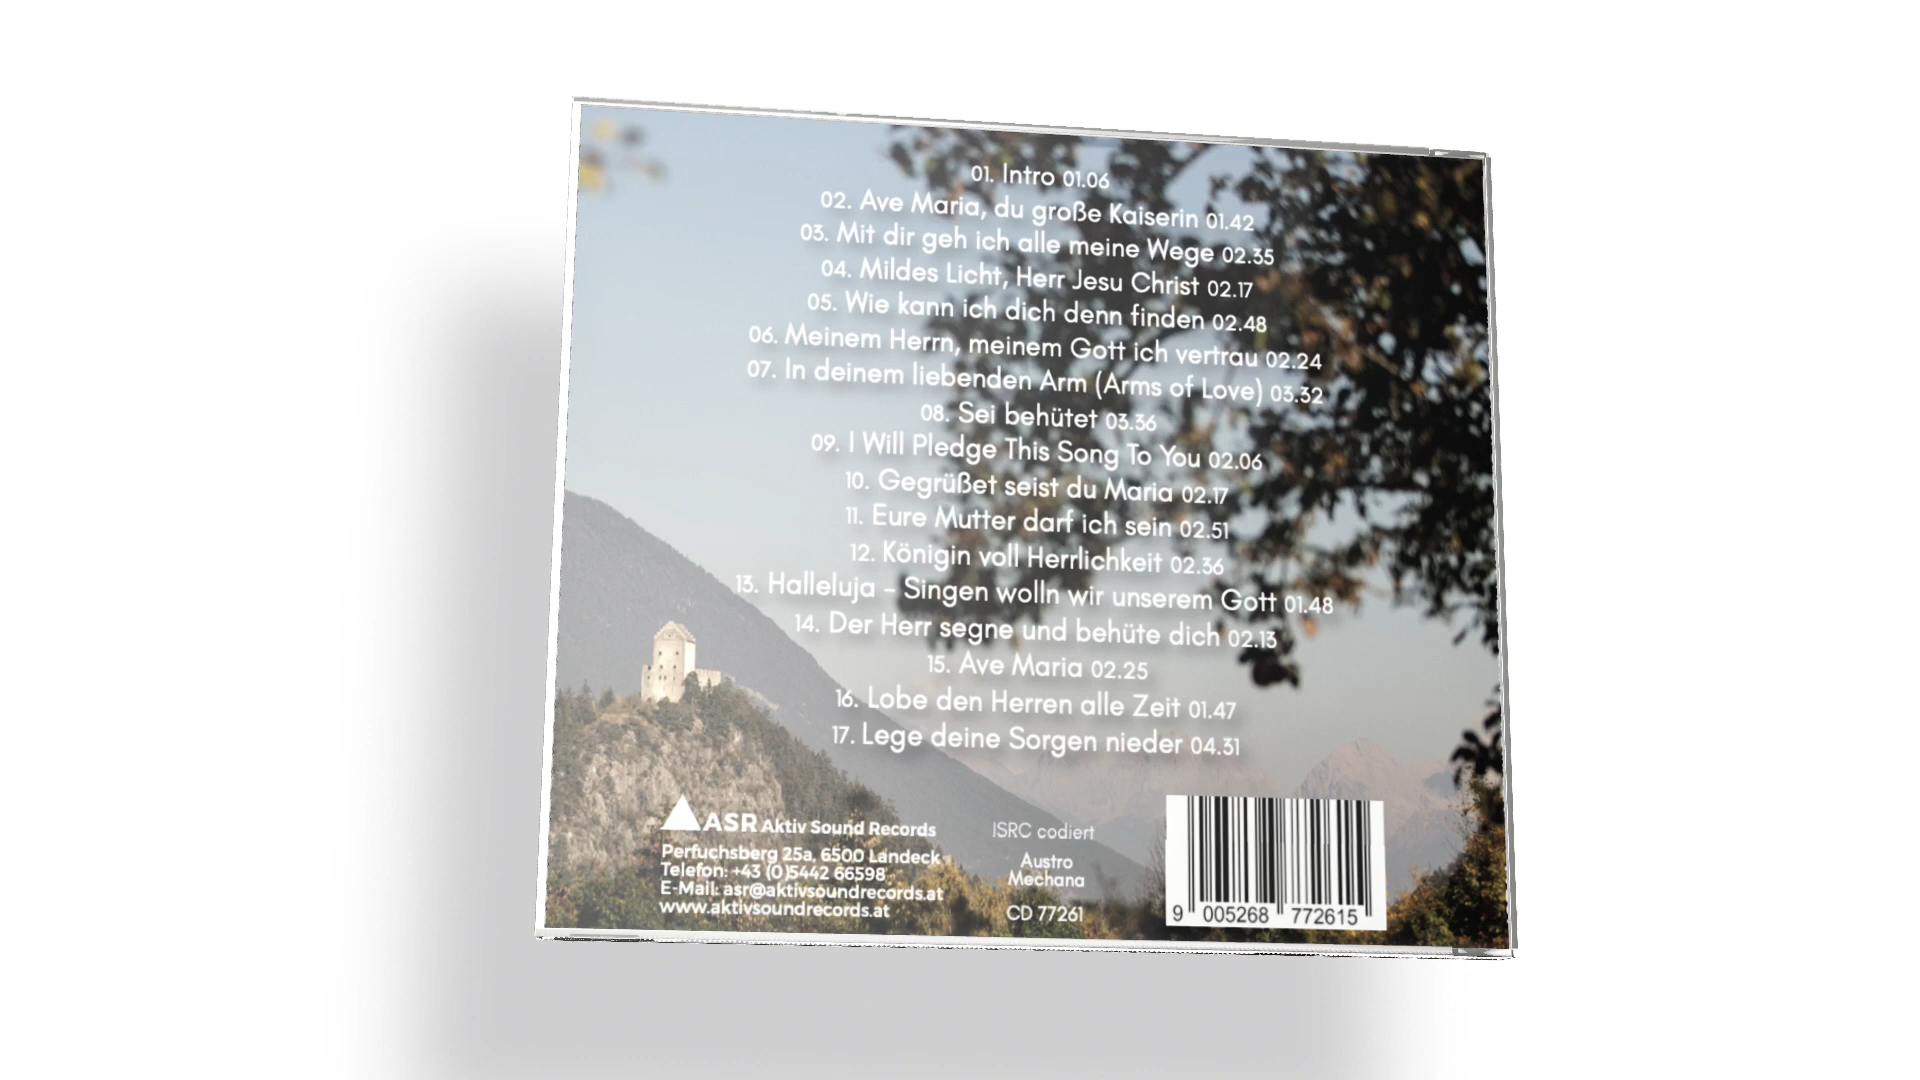 01. Intro 01.06
02. Ave Maria, du große Kaiserin 01.42
03. Mit dir geh ich alle meine Wege 02.35
04. Mildes Licht, Herr Jesu Christ 02.17
05. Wie kann ich dich denn finden 02.48
06. Meinem Herrn, meinem Gott ich vertrau 02.24
07. In deinem liebenden Arm (Arms of Love) 03.32
08. Sei behütet 03.36
09. I Will Pledge This Song To You 02.06
10. Gegrüßet seist du Maria 02.17
11. Eure Mutter darf ich sein 02.51
12. Königin voll Herrlichkeit 02.36
13. Halleluja – Singen wolln wir unserem Gott 01.48
14. Der Herr segne und behüte dich 02.13
15. Ave Maria 02.25
16. Lobe den Herren alle Zeit 01.47
17. Lege deine Sorgen nieder 04.31
ASR Aktiv Sound Records
Perfuchsberg 25a, 6500 Landeck
Telefon: +43 (0)5442 66598
E-Mail: asr@aktivsoundrecords.at
www.aktivsoundrecords.at
ISRC codiert
Austro
Mechana
CD 77261
9 005268 772615